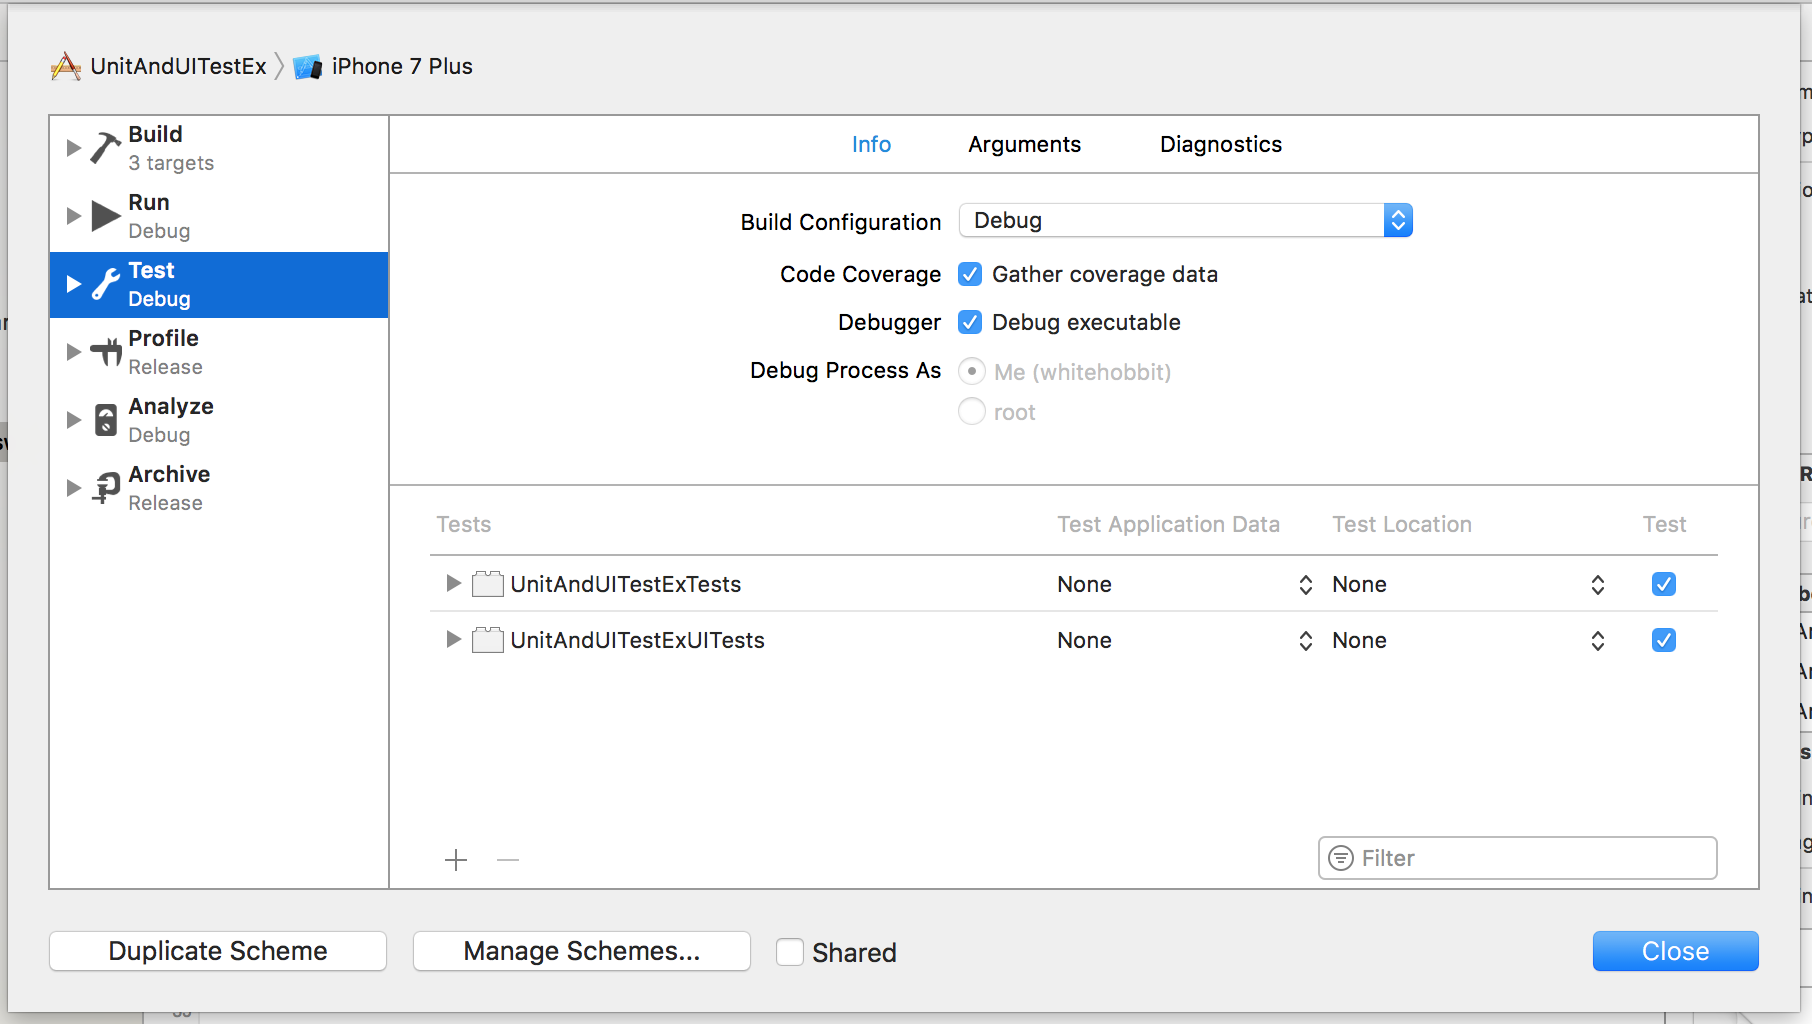 UnitAndUITestEx iPhone 7 Plus
Build
3 targets
Run
Debug
Test
Debug
Profile
Release
Analyze
Debug
Archive
Release
Info Arguments Diagnostics
Build Configuration Debug
Code Coverage Gather coverage data
Debugger Debug executable
Debug Process As Me (whitehobbit)
root
Tests Test Application Data Test Location Test
UnitAndUITestExTests None None
UnitAndUITestExUITests None None
Filter
Duplicate Scheme Manage Schemes... Shared Close